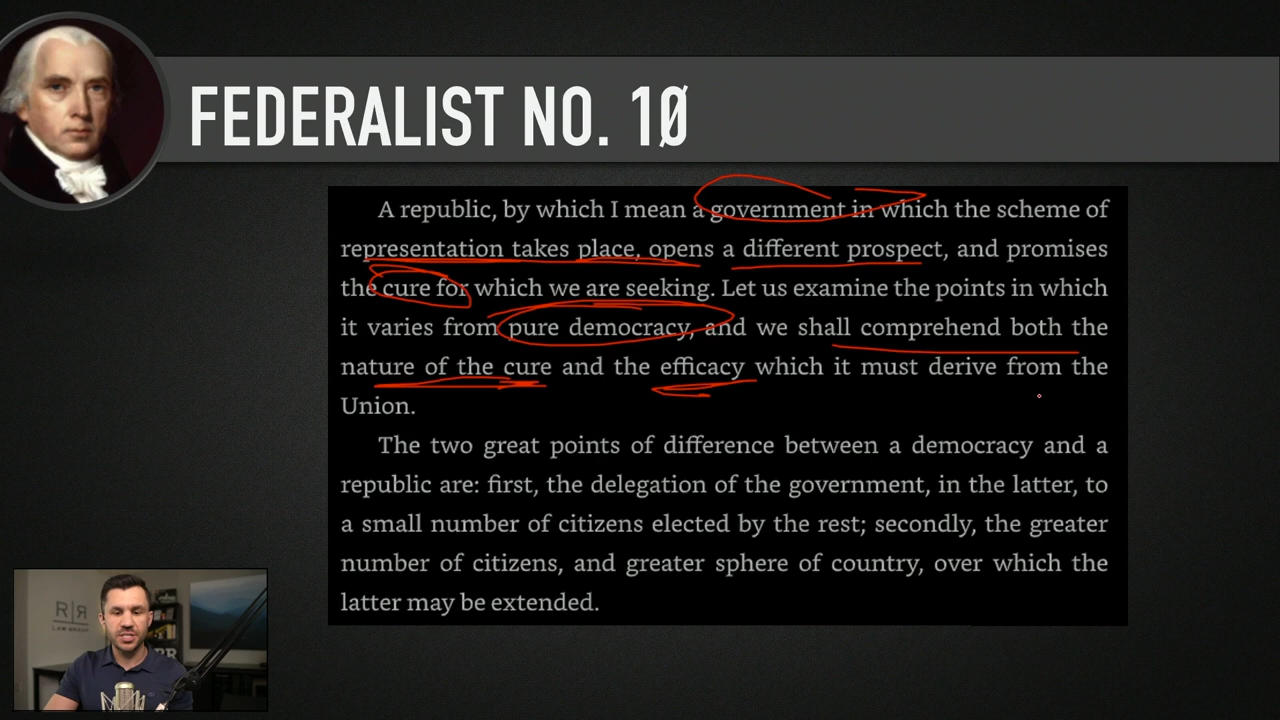 FEDERALIST NO. 10
A republic, by which I mean a government in which the scheme of
representation takes place, opens a different prospect, and promises
the cure for which we are seeking. Let us examine the points in which
it varies from pure democracy, and we shall comprehend both the
nature of the cure and the efficacy which it must derive from the
Union.
The two great points of difference between a democracy and a
republic are: first, the delegation of the government, in the latter, to
a small number of citizens elected by the rest; secondly, the greater
number of citizens, and greater sphere of country, over which the
latter may be extended.
R|R
LAW GROUP